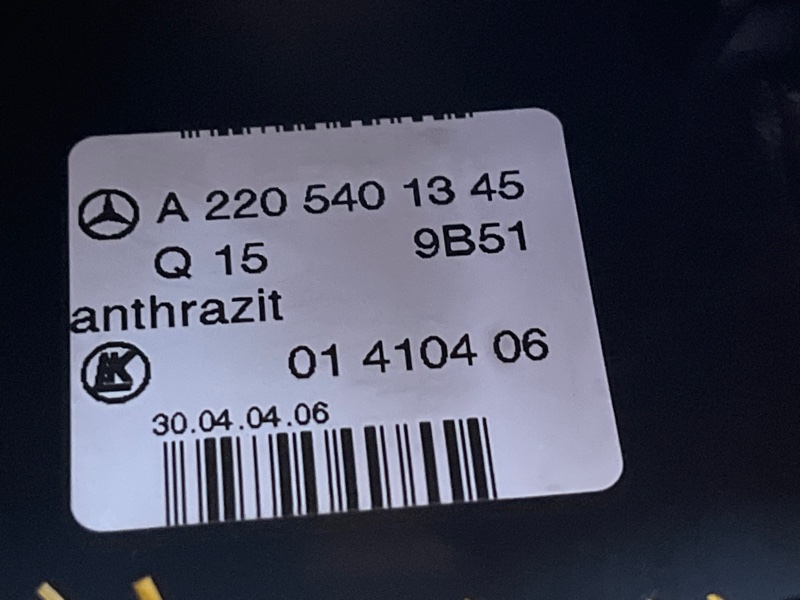 A 220 540 13 45
Q 15 9B51
anthrazit
01 4104 06
30.04.04.06